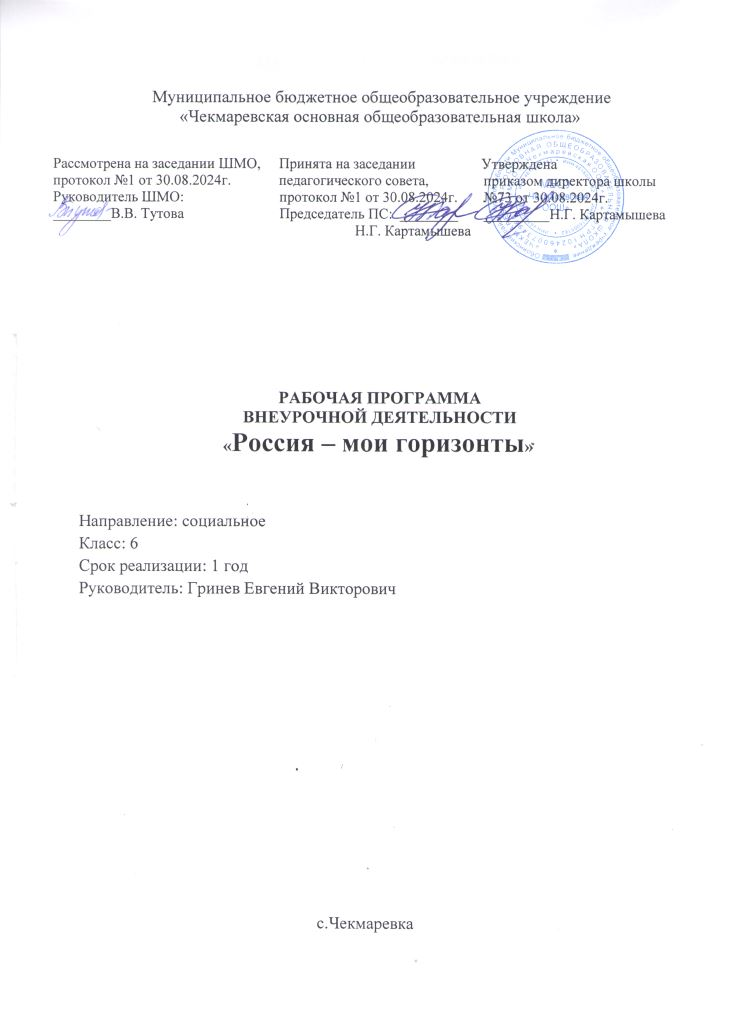 Муниципальное бюджетное общеобразовательное учреждение
«Чекмаревская основная общеобразовательная школа»
Рассмотрена на заседании ШМО,
протокол №1 от 30.08.2024г.
Руководитель ШМО:
________В.В. Тутова
Принята на заседании
педагогического совета,
протокол №1 от 30.08.2024г.
Председатель ПС:________
Н.Г. Картамышева
Утверждена
приказом директора школы
№73 от 30.08.2024г.
________Н.Г. Картамышева
РАБОЧАЯ ПРОГРАММА
ВНЕУРОЧНОЙ ДЕЯТЕЛЬНОСТИ
«Россия – мои горизонты»
Направление: социальное
Класс: 6
Срок реализации: 1 год
Руководитель: Гринев Евгений Викторович
с.Чекмаревка